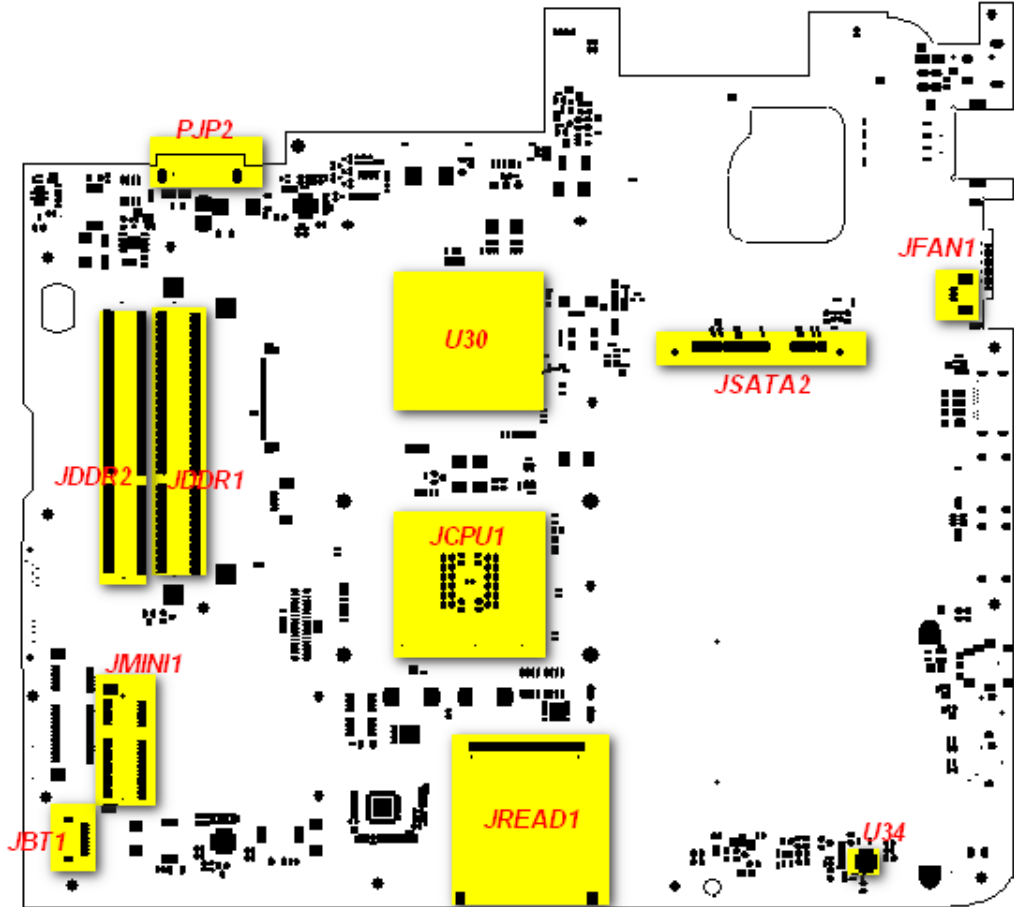 PJP2
JFAN1
U30
JSATA2
JDDR2
JDDR1
JCPU1
JMINI1
JREAD1
JBT1
U34